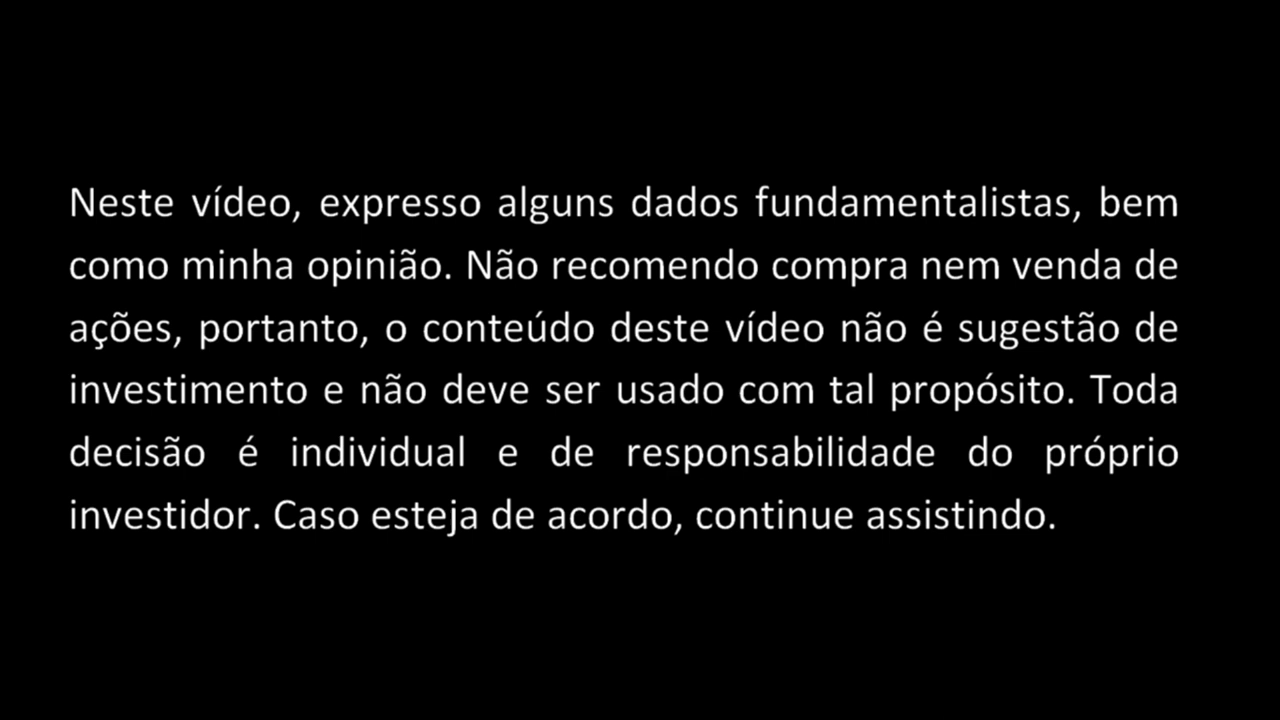 Neste vídeo, expresso alguns dados fundamentalistas, bem
como minha opinião. Não recomendo compra nem venda de
ações, portanto, o conteúdo deste vídeo não é sugestão de
investimento e não deve ser usado com tal propósito. Toda
decisão é individual e de responsabilidade do próprio
investidor. Caso esteja de acordo, continue assistindo.